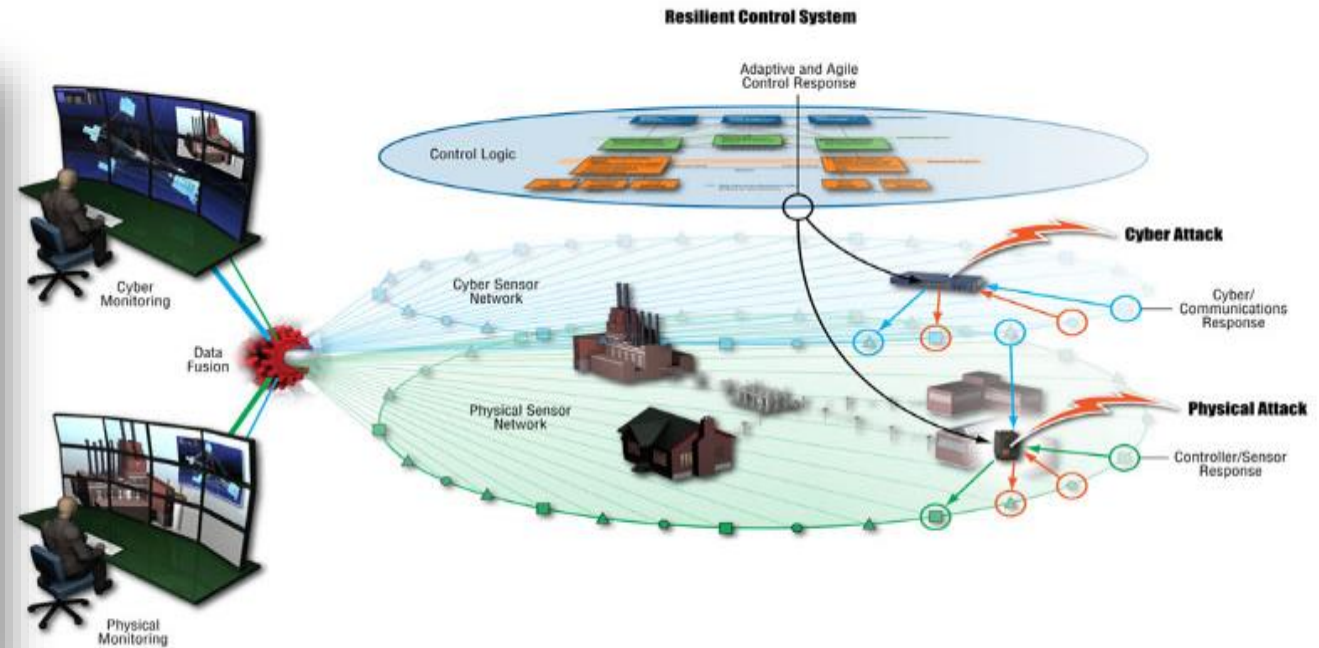 Resilient Control System
Adaptive and Agile
Control Response
Control Logic
Cyber Attack
Cyber
Monitoring
Cyber Sensor
Network
Cyber/
Communications
Response
Data
Fusion
Physical Sensor
Network
Physical Attack
Controller/Sensor
Response
Physical
Monitoring